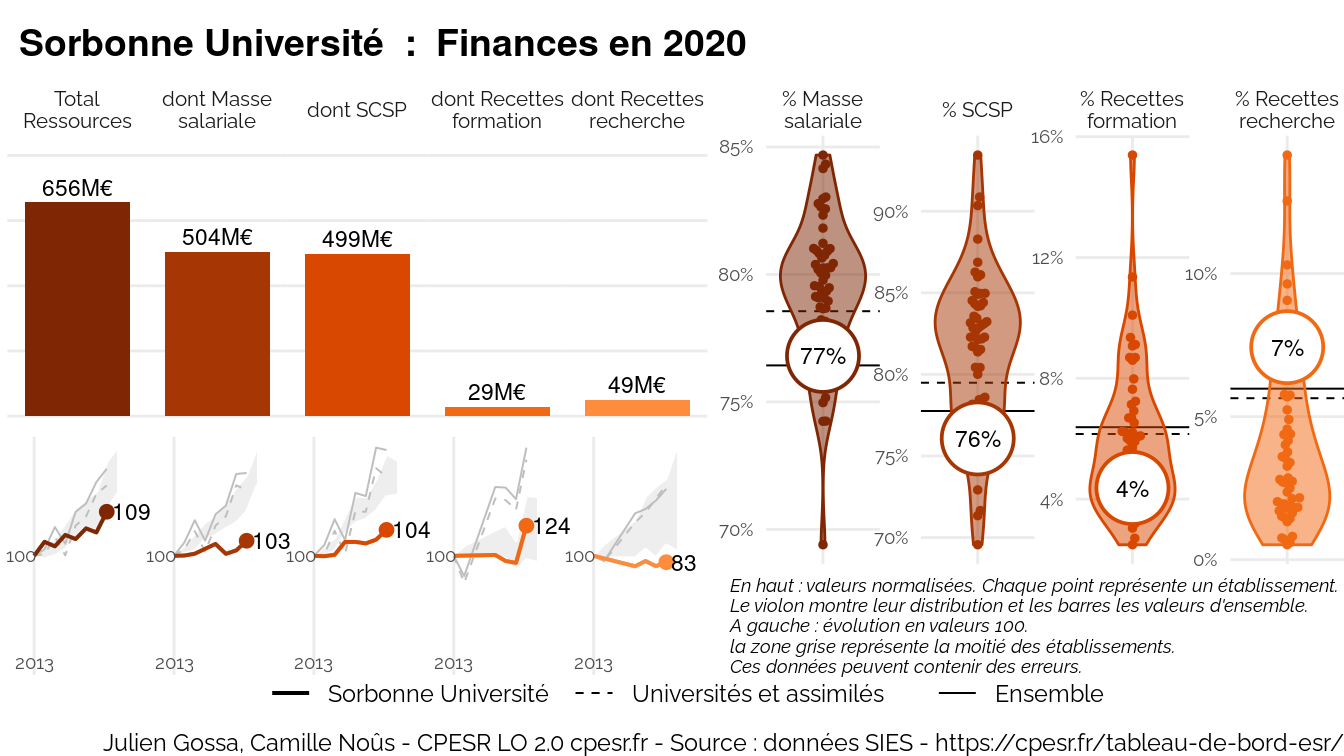 Sorbonne Université : Finances en 2020
Total Ressources
dont Masse salariale
dont SCSP
dont Recettes formation
dont Recettes recherche
656M€
504M€
499M€
29M€
49M€
100
109
2013
100
103
2013
100
104
2013
100
124
2013
100
83
2013
% Masse salariale
85%
80%
75%
70%
77%
% SCSP
90%
85%
80%
75%
70%
76%
% Recettes formation
16%
12%
8%
4%
4%
% Recettes recherche
10%
5%
0%
7%
En haut : valeurs normalisées. Chaque point représente un établissement.
Le violon montre leur distribution et les barres les valeurs d'ensemble.
A gauche : évolution en valeurs 100.
la zone grise représente la moitié des établissements.
Ces données peuvent contenir des erreurs.
Sorbonne Université
Universités et assimilés
Ensemble
Julien Gossa, Camille Noûs - CPESR LO 2.0 cpesr.fr - Source : données SIES - https://cpesr.fr/tableau-de-bord-esr/